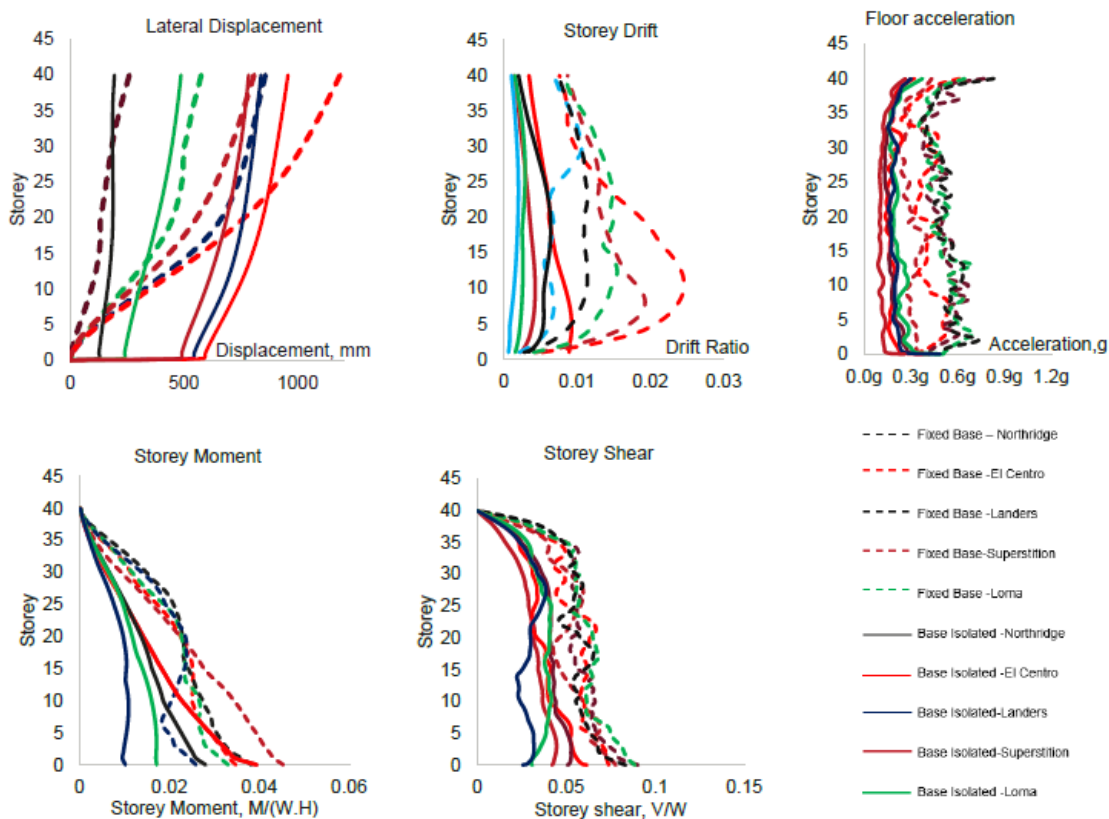 Lateral Displacement
45
40
35
30
25
20
15
10
5
0
Storey
Displacement, mm
0 500 1000
Storey Drift
45
40
35
30
25
20
15
10
5
0
Storey
Drift Ratio
0 0.01 0.02 0.03
Floor acceleration
45
40
35
30
25
20
15
10
5
0
Storey
Acceleration,g
0.0g 0.3g 0.6g 0.9g 1.2g
Storey Moment
45
40
35
30
25
20
15
10
5
0
Storey
0 0.02 0.04 0.06
Storey Moment, M/(W.H)
Storey Shear
45
40
35
30
25
20
15
10
5
0
Storey
0 0.05 0.1 0.15
Storey shear, V/W
Fixed Base – Northridge
Fixed Base -El Centro
Fixed Base -Landers
Fixed Base-Superstition
Fixed Base -Loma
Base Isolated -Northridge
Base Isolated -El Centro
Base Isolated-Landers
Base Isolated-Superstition
Base Isolated -Loma